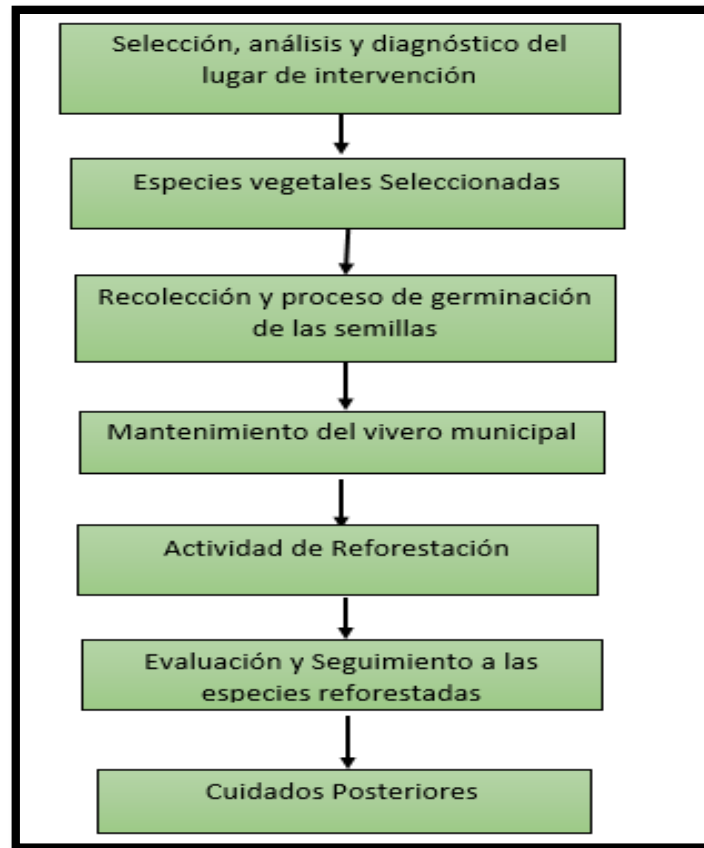 Selección, análisis y diagnóstico del
lugar de intervención
Especies vegetales Seleccionadas
Recolección y proceso de germinación
de las semillas
Mantenimiento del vivero municipal
Actividad de Reforestación
Evaluación y Seguimiento a las
especies reforestadas
Cuidados Posteriores